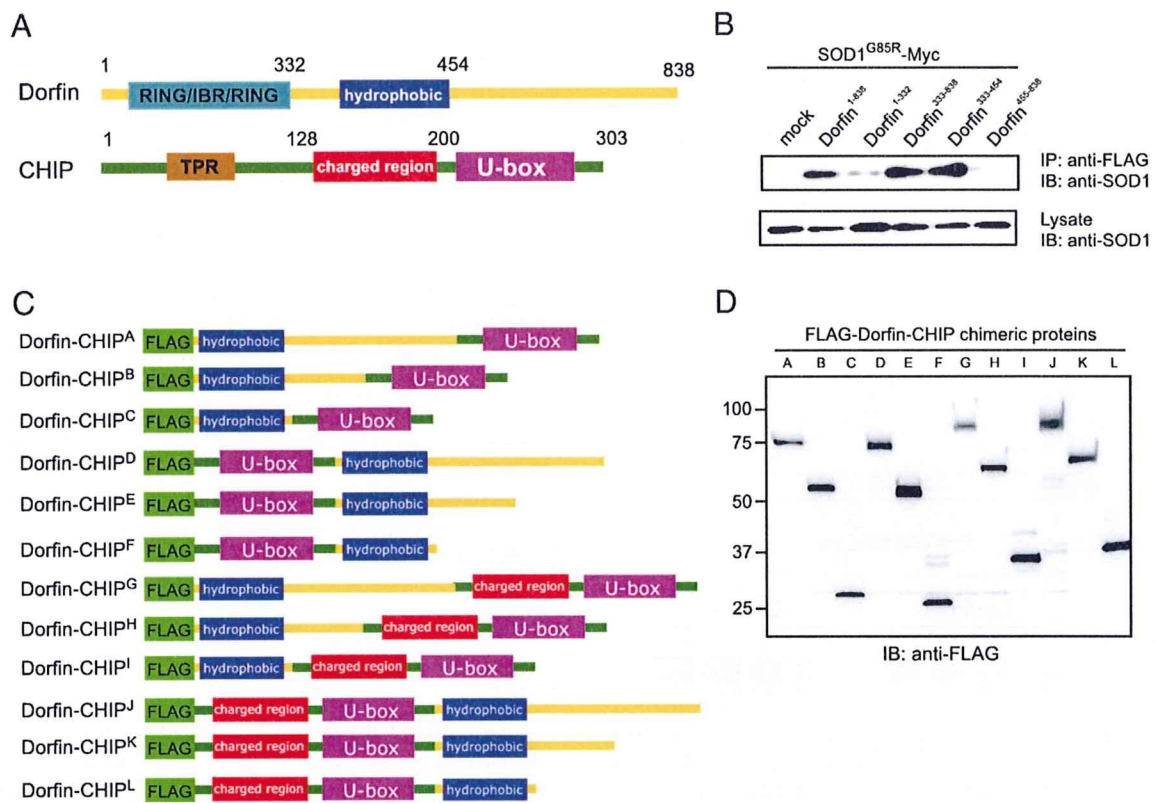 A
1 332 454 838
Dorfin RING/IBR/RING hydrophobic
1 128 200 303
CHIP TPR charged region U-box
B
SOD1G85R-Myc
mock Dorfin1-838 Dorfin1-332 Dorfin333-838 Dorfin333-454 Dorfin455-838
IP: anti-FLAG
IB: anti-SOD1
Lysate
IB: anti-SOD1
C
Dorfin-CHIPA FLAG hydrophobic U-box
Dorfin-CHIPB FLAG hydrophobic U-box
Dorfin-CHIPC FLAG hydrophobic U-box
Dorfin-CHIPD FLAG U-box hydrophobic
Dorfin-CHIPE FLAG U-box hydrophobic
Dorfin-CHIPF FLAG U-box hydrophobic
Dorfin-CHIPG FLAG hydrophobic charged region U-box
Dorfin-CHIPH FLAG hydrophobic charged region U-box
Dorfin-CHIPI FLAG hydrophobic charged region U-box
Dorfin-CHIPJ FLAG charged region U-box hydrophobic
Dorfin-CHIPK FLAG charged region U-box hydrophobic
Dorfin-CHIPL FLAG charged region U-box hydrophobic
D
FLAG-Dorfin-CHIP chimeric proteins
A B C D E F G H I J K L
100
75
50
37
25
IB: anti-FLAG